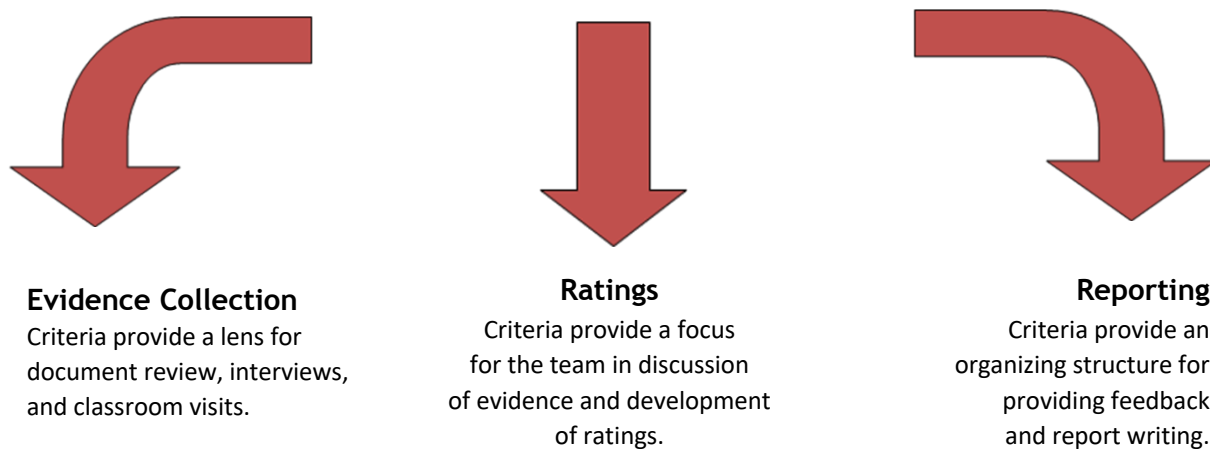 Evidence Collection
Criteria provide a lens for
document review, interviews,
and classroom visits.
Ratings
Criteria provide a focus
for the team in discussion
of evidence and development
of ratings.
Reporting
Criteria provide an
organizing structure for
providing feedback
and report writing.